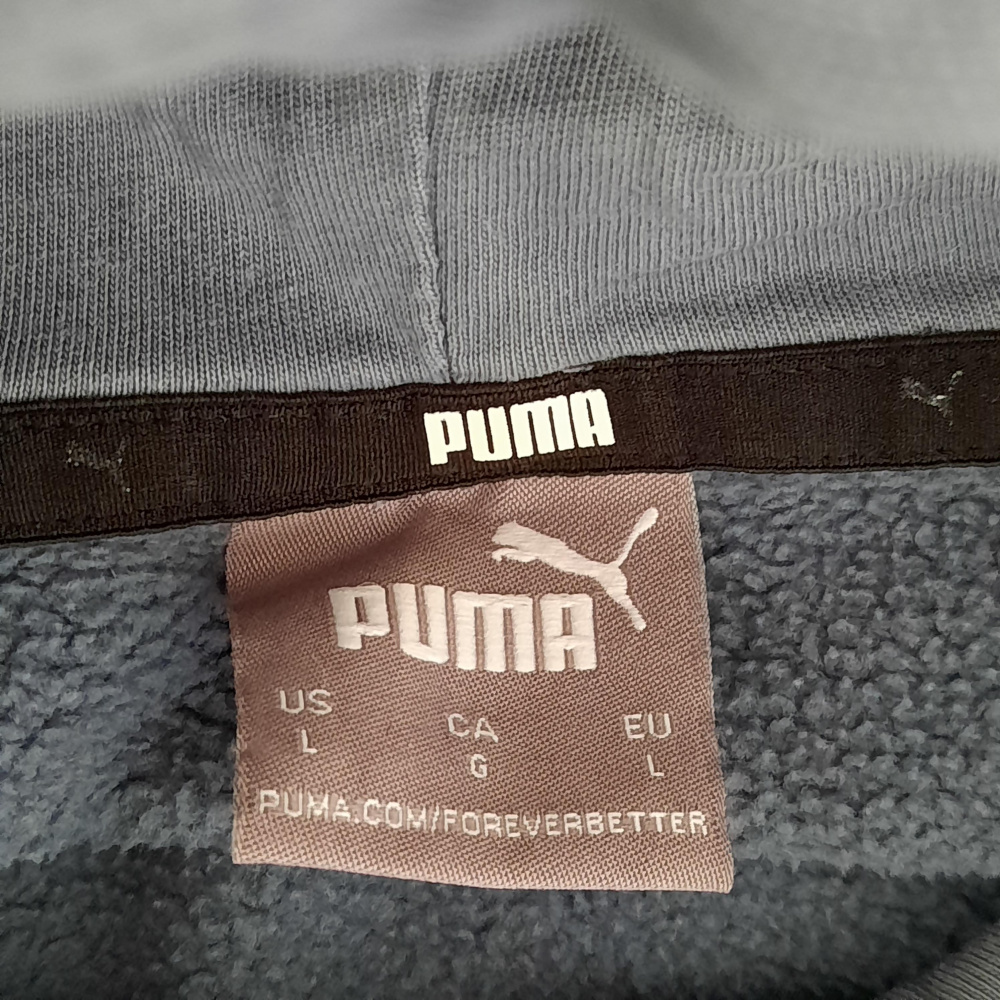 PUMA
PUMA
US CA EU
L G L
PUMA.COM/FOREVERBETTER